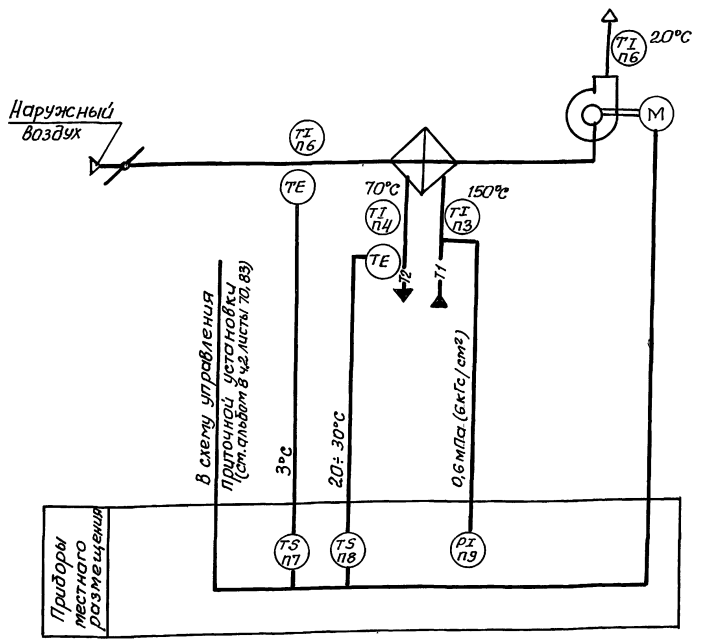 TI
п6
20°С
М
Наружный
воздух
TI
п6
TE
70°С
150°С
TI
п4
TI
п3
TE
Т2
Т1
В схему управления
приточной установки
(см. альбом 8 ч.2 листы 70, 83)
3°С
20÷30°С
0,6 мПа (6 кГс/см²)
Приборы
местного
размещения
TS
п7
TS
п8
PI
п9